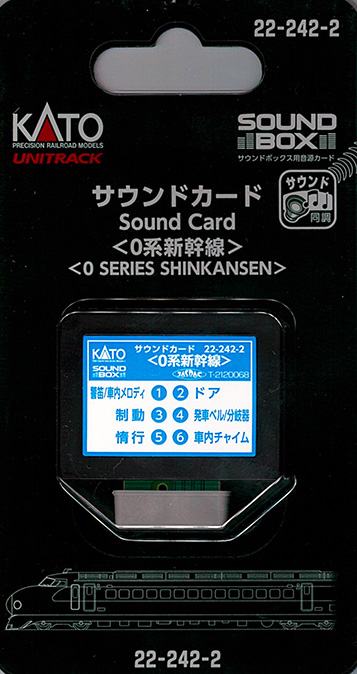 22-242-2
KATO
PRECISION RAILROAD MODELS
UNITRACK
SOUND
BOX
サウンドボックス用音源カード
サウンド
同調
サウンドカード
Sound Card
<0系新幹線>
<0 SERIES SHINKANSEN>
KATO
サウンドカード 22-242-2
<0系新幹線>
SOUND
BOX
T-2120068
警笛/車内メロディ 1 2 ドア
制動 3 4 発車ベル/分岐器
惰行 5 6 車内チャイム
22-242-2